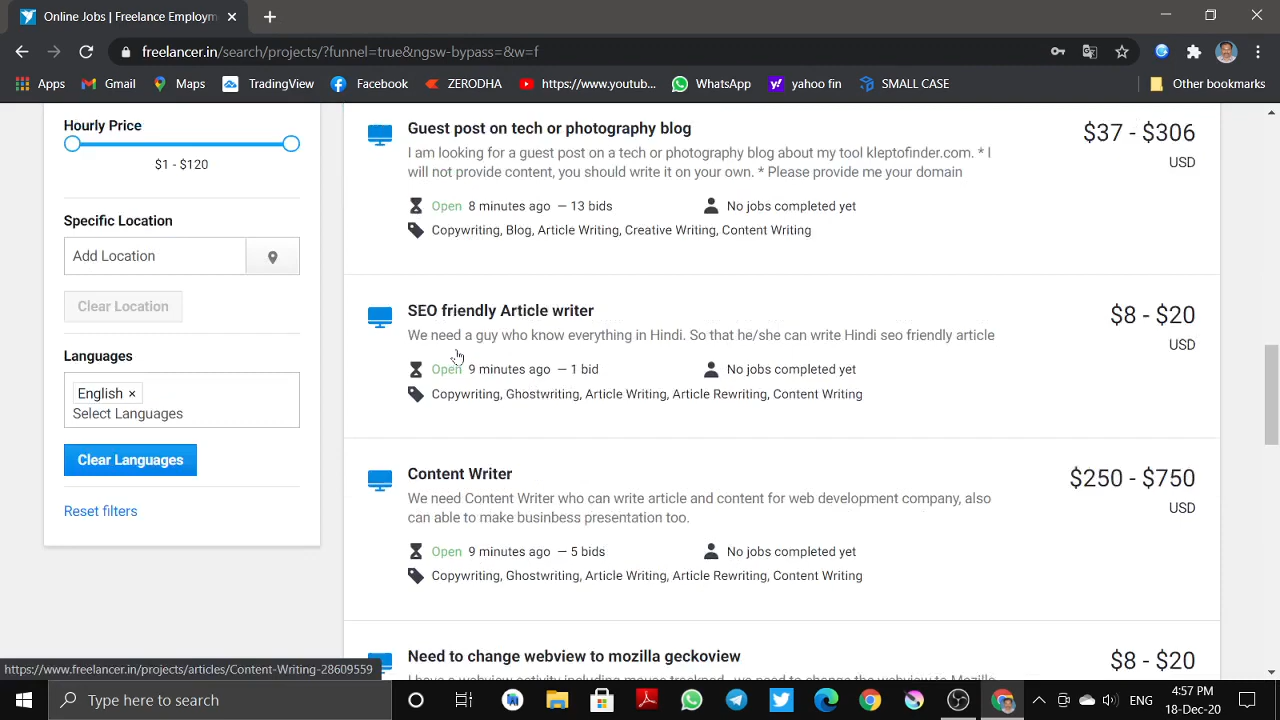 Online Jobs | Freelance Employm
freelancer.in/search/projects/?funnel=true&ngsw-bypass=&w=f
Apps
Gmail
Maps
TradingView
Facebook
ZERODHA
https://www.youtub...
WhatsApp
yahoo fin
SMALL CASE
Other bookmarks
Hourly Price
$1 - $120
Specific Location
Add Location
Clear Location
Languages
English ×
Select Languages
Clear Languages
Reset filters
Guest post on tech or photography blog
$37 - $306
USD
I am looking for a guest post on a tech or photography blog about my tool kleptofinder.com. * I
will not provide content, you should write it on your own. * Please provide me your domain
Open 8 minutes ago — 13 bids
No jobs completed yet
Copywriting, Blog, Article Writing, Creative Writing, Content Writing
SEO friendly Article writer
$8 - $20
USD
We need a guy who know everything in Hindi. So that he/she can write Hindi seo friendly article
Open 9 minutes ago — 1 bid
No jobs completed yet
Copywriting, Ghostwriting, Article Writing, Article Rewriting, Content Writing
Content Writer
$250 - $750
USD
We need Content Writer who can write article and content for web development company, also
can able to make businbess presentation too.
Open 9 minutes ago — 5 bids
No jobs completed yet
Copywriting, Ghostwriting, Article Writing, Article Rewriting, Content Writing
Need to change webview to mozilla geckoview
$8 - $20
https://www.freelancer.in/projects/articles/Content-Writing-28609559
Type here to search
ENG
4:57 PM
18-Dec-20